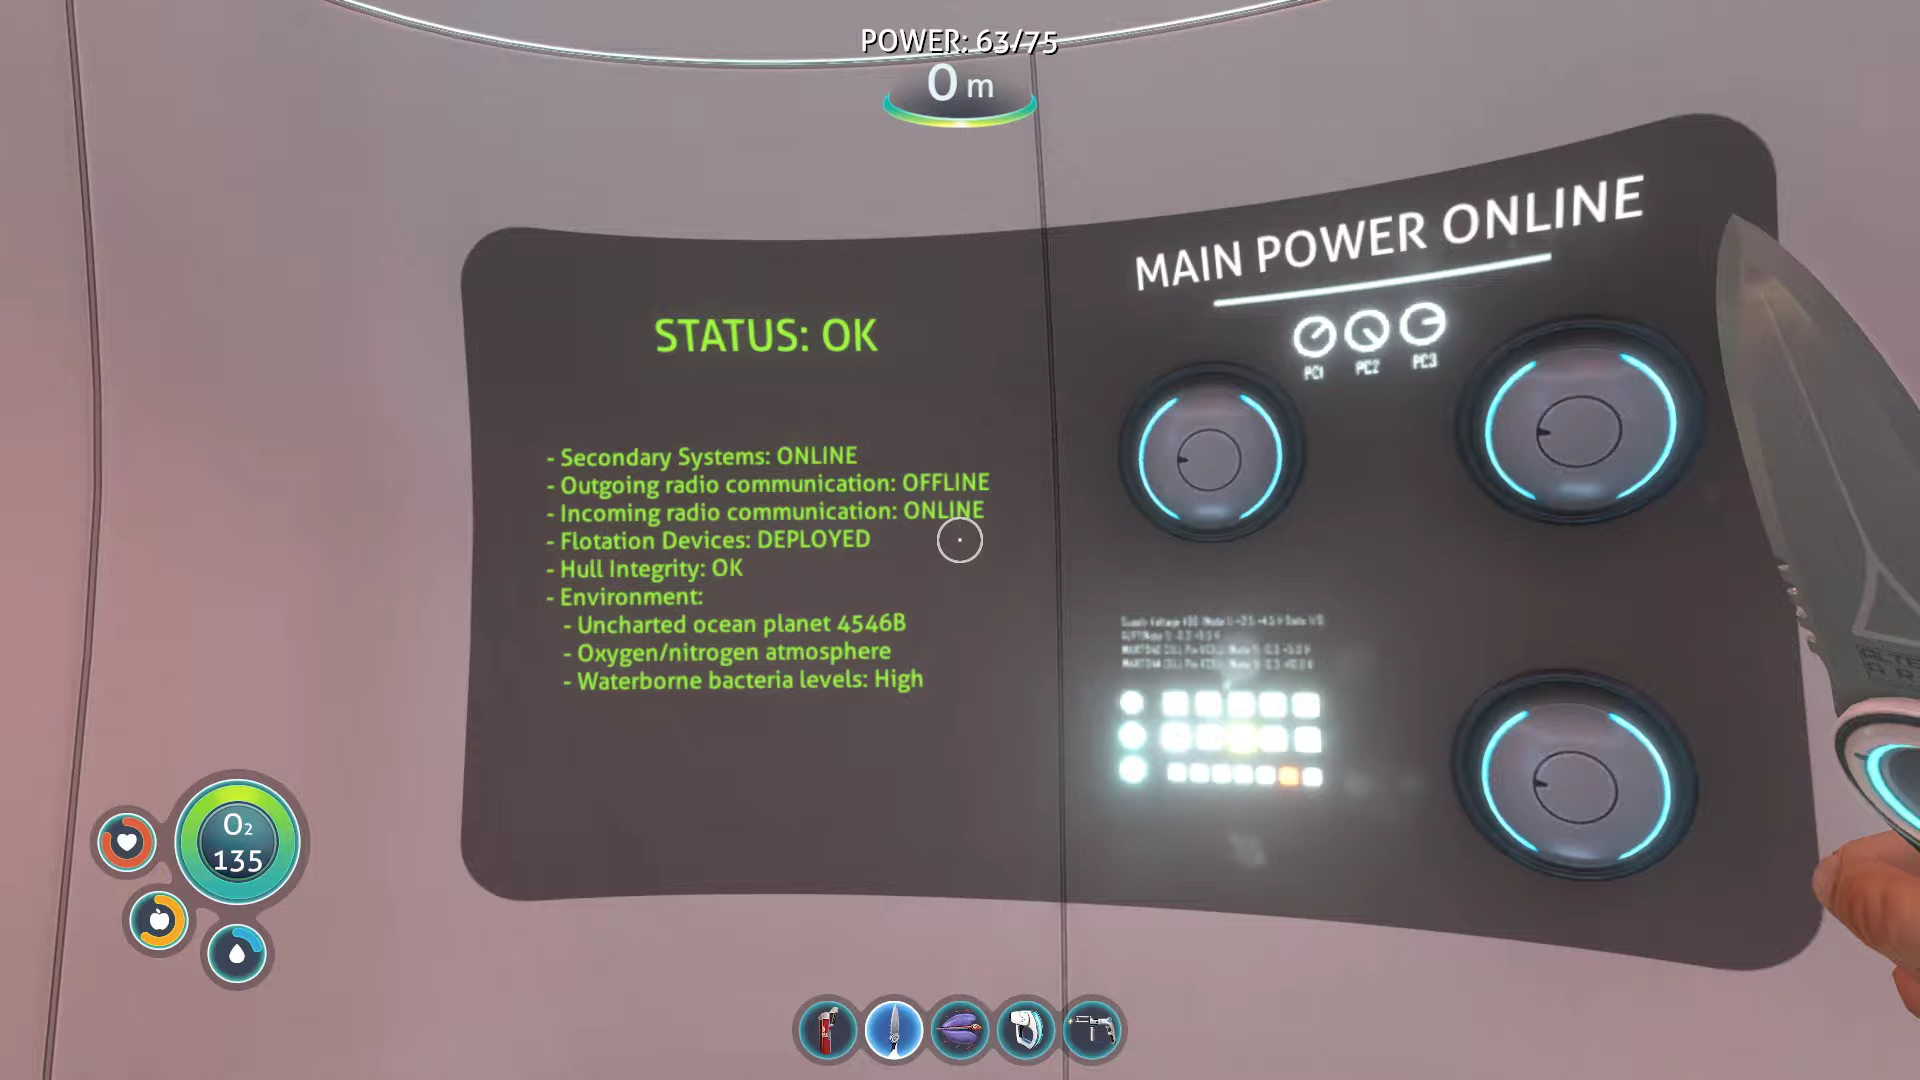 POWER: 63/75
0 m
MAIN POWER ONLINE
PC1 PC2 PC3
STATUS: OK
- Secondary Systems: ONLINE
- Outgoing radio communication: OFFLINE
- Incoming radio communication: ONLINE
- Flotation Devices: DEPLOYED
- Hull Integrity: OK
- Environment:
- Uncharted ocean planet 4546B
- Oxygen/nitrogen atmosphere
- Waterborne bacteria levels: High
O2
135